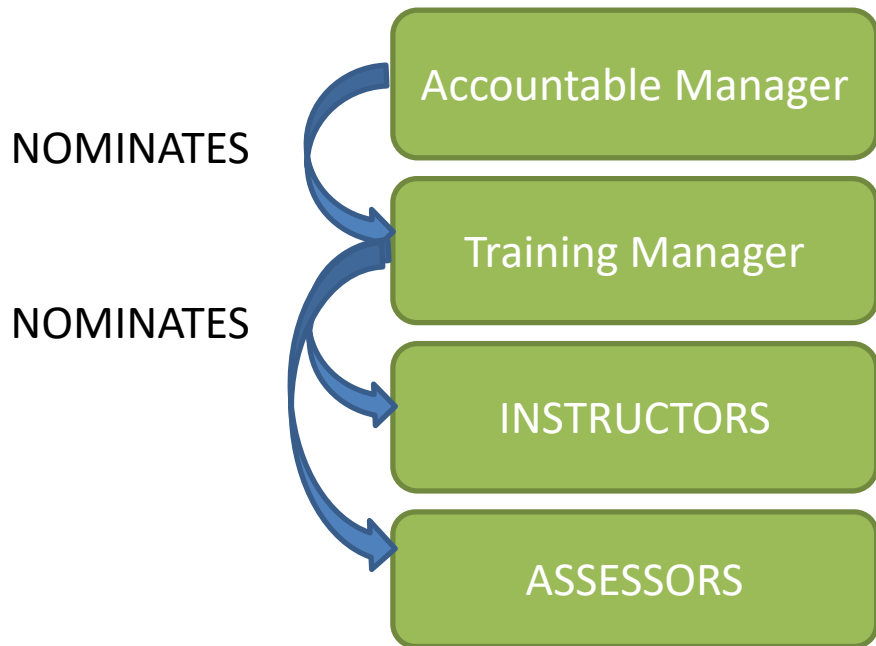 Accountable Manager
NOMINATES
Training Manager
NOMINATES
INSTRUCTORS
ASSESSORS